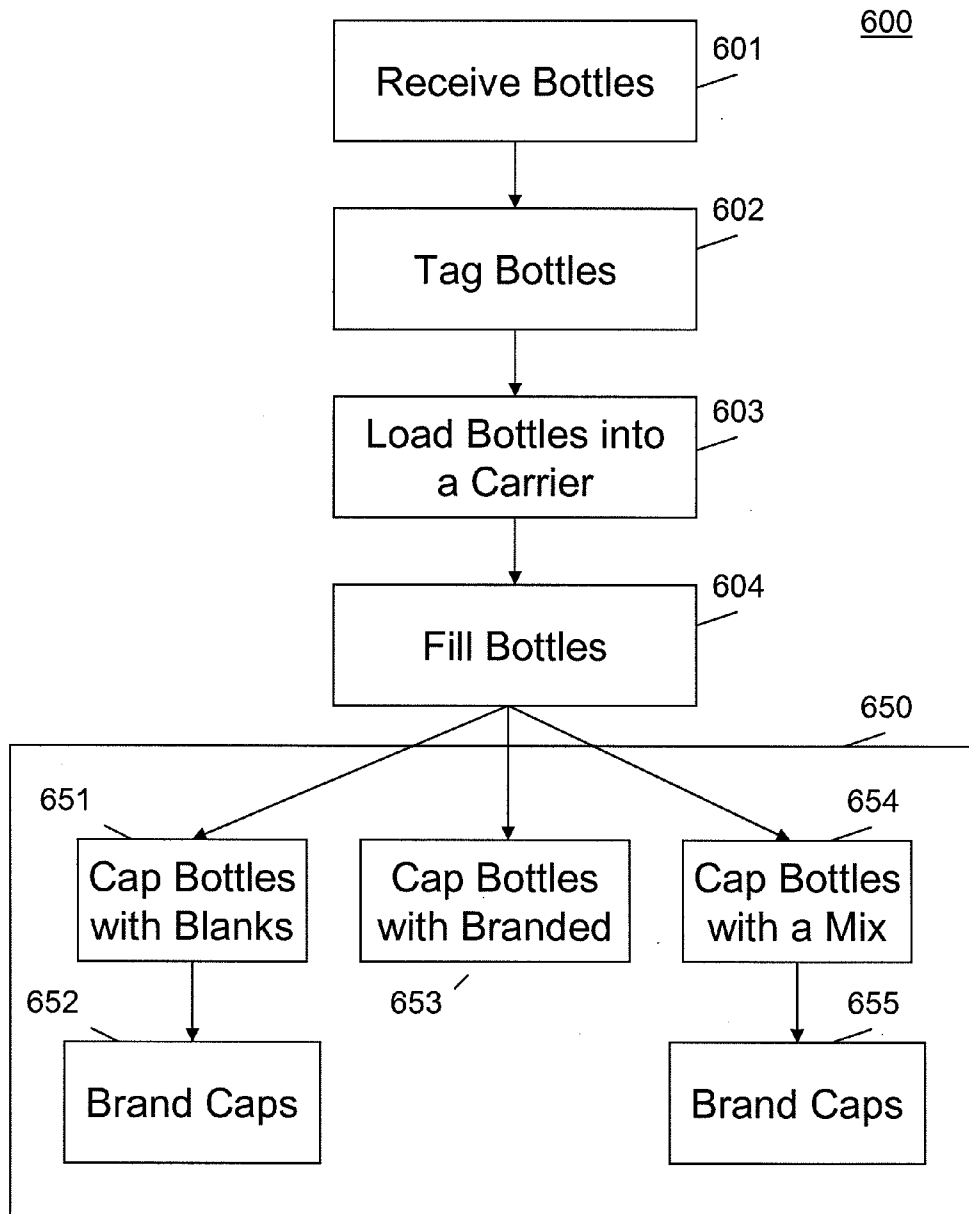 600
601
Receive Bottles
602
Tag Bottles
603
Load Bottles into
a Carrier
604
Fill Bottles
650
651
Cap Bottles
with Blanks
Cap Bottles
with Branded
653
654
Cap Bottles
with a Mix
652
Brand Caps
655
Brand Caps